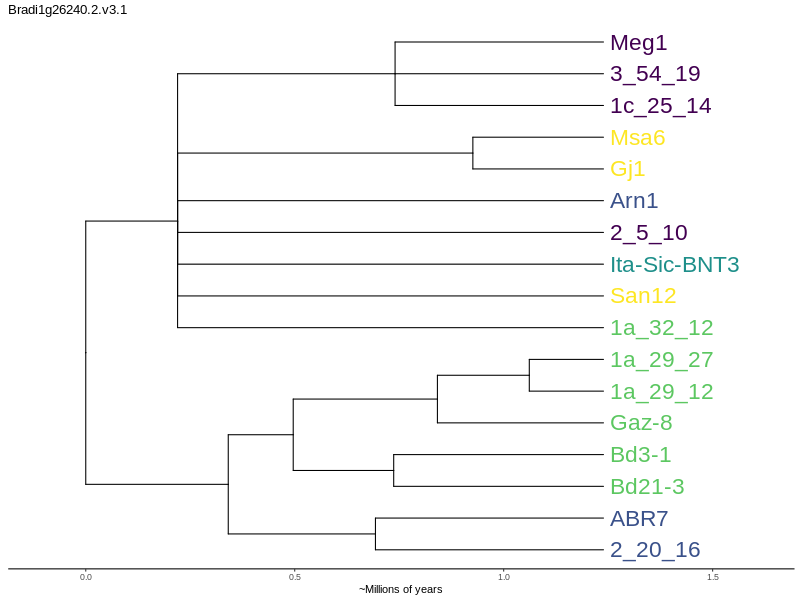 Bradi1g26240.2.v3.1
Meg1
3_54_19
1c_25_14
Msa6
Gj1
Arn1
2_5_10
Ita-Sic-BNT3
San12
1a_32_12
1a_29_27
1a_29_12
Gaz-8
Bd3-1
Bd21-3
ABR7
2_20_16
0.0 0.5 1.0 1.5
~Millions of years